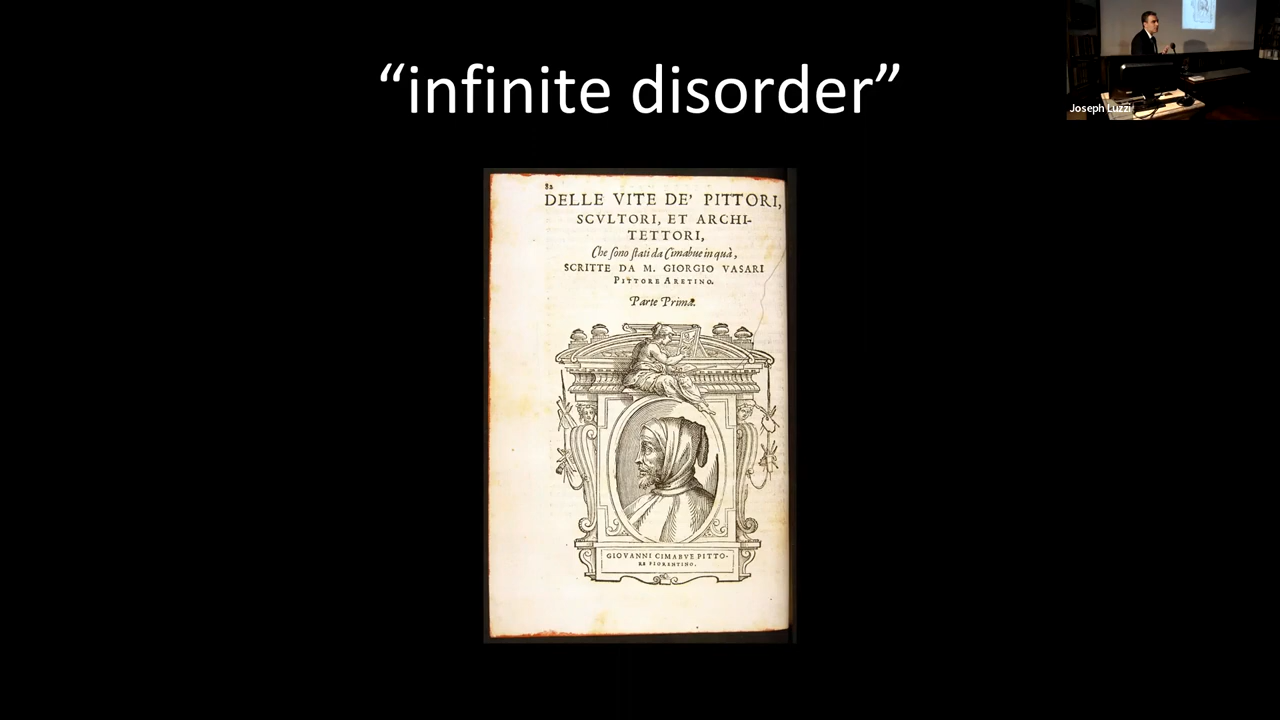 “infinite disorder”
Joseph Luzzi
82
DELLE VITE DE' PITTORI,
SCVLTORI, ET ARCHI-
TETTORI,
Che sono stati da Cimabue in quà,
SCRITTE DA M. GIORGIO VASARI
PITTORE ARETINO.
Parte Prima.
GIOVANNI CIMABVE PITTO-
RE FIORENTINO.